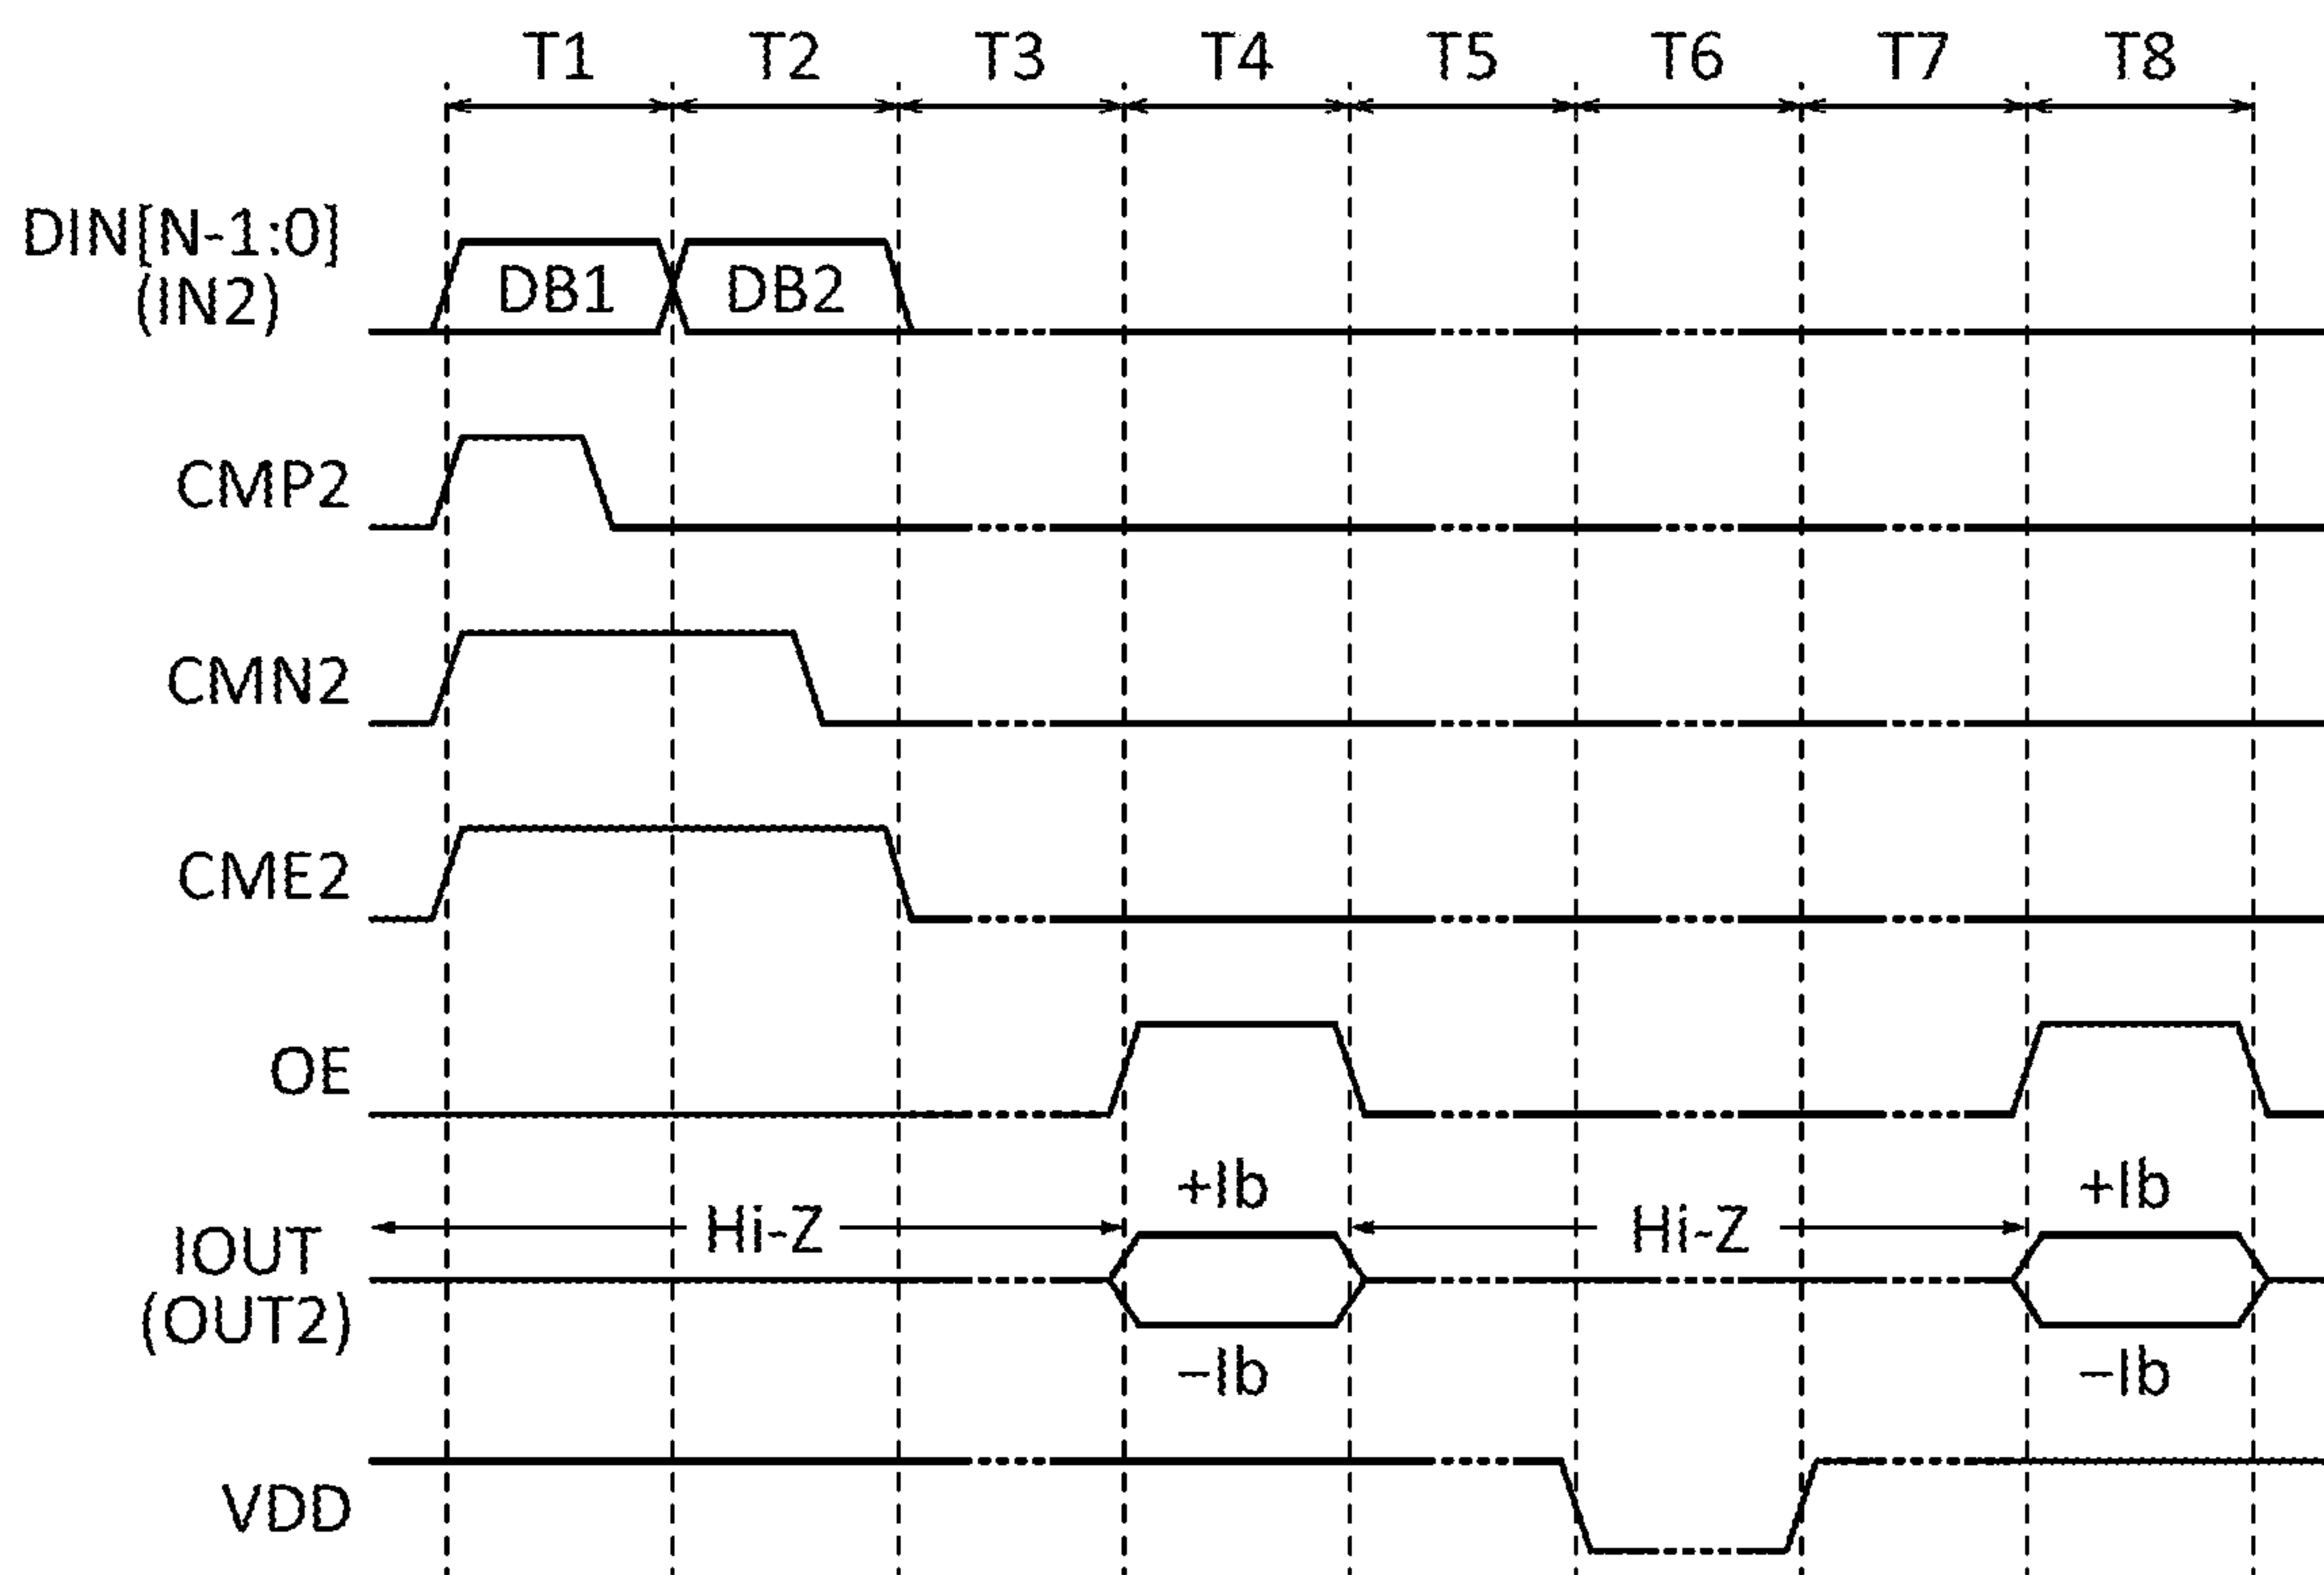 T1 T2 T3 T4 T5 T6 T7 T8
DIN[N-1:0]
(IN2)
DB1 DB2
CMP2
CMN2
CME2
OE
+Ib +Ib
Hi-Z Hi-Z
IOUT
(OUT2)
–Ib –Ib
VDD